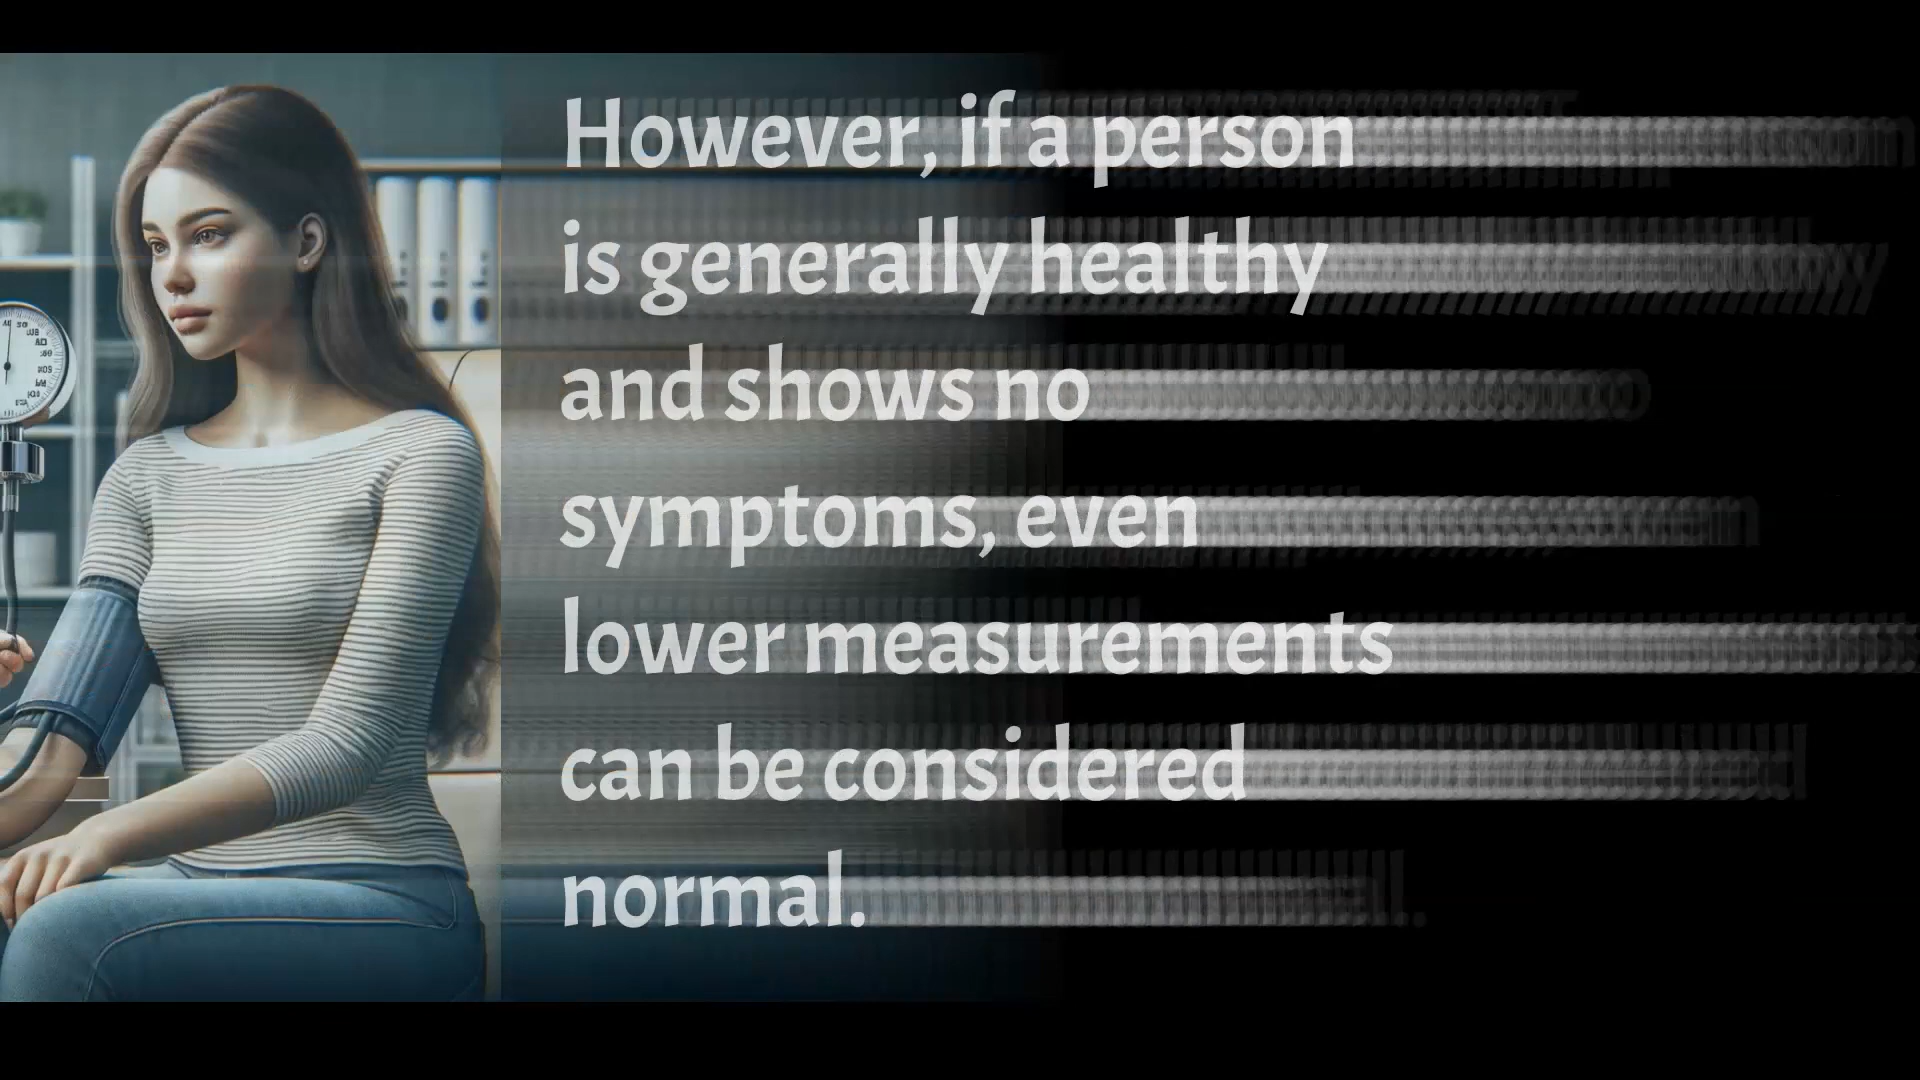 However, if a person
is generally healthy
and shows no
symptoms, even
lower measurements
can be considered
normal.